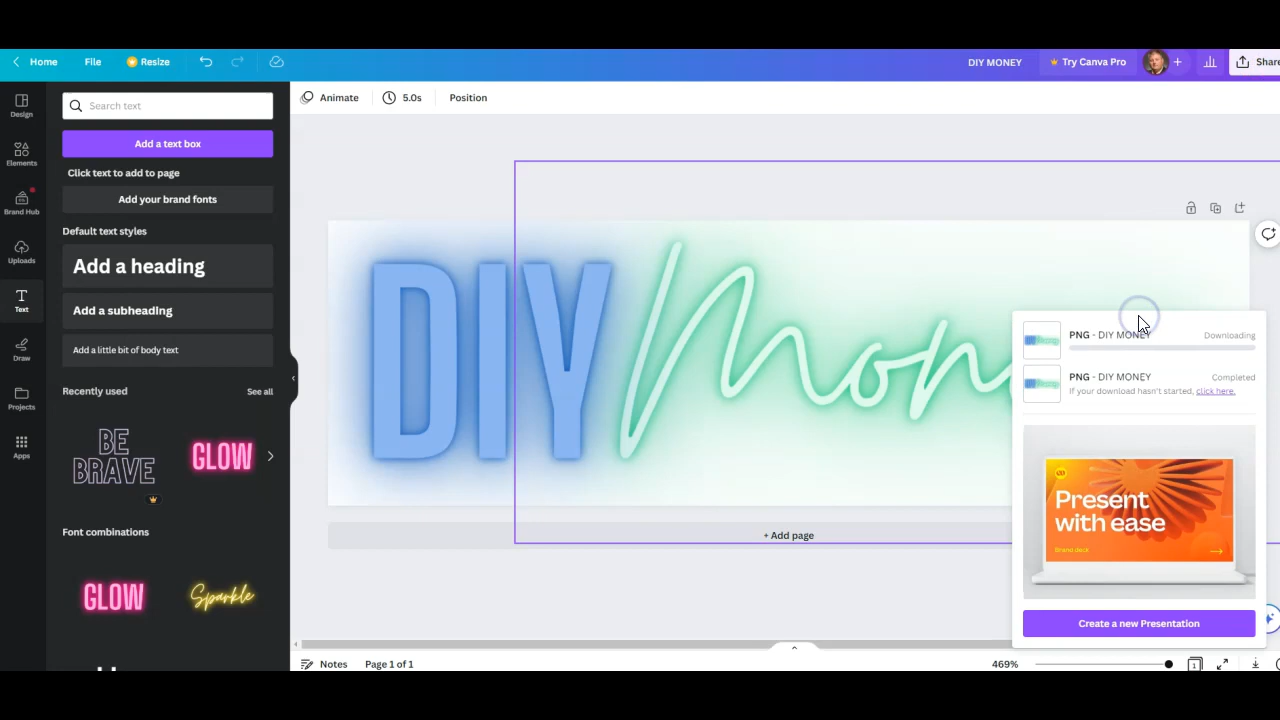 Home File Resize DIY MONEY Try Canva Pro + Share
Design
Elements
Brand Hub
Uploads
Text
Draw
Projects
Apps
Search text
Add a text box
Click text to add to page
Add your brand fonts
Default text styles
Add a heading
Add a subheading
Add a little bit of body text
Recently used See all
BE
BRAVE
GLOW
Font combinations
GLOW
Sparkle
Animate 5.0s Position
DIY Mon
+ Add page
PNG - DIY MONEY Downloading
PNG - DIY MONEY Completed
If your download hasn't started, click here.
Present
with ease
Brand deck
Create a new Presentation
Notes Page 1 of 1 469% 1